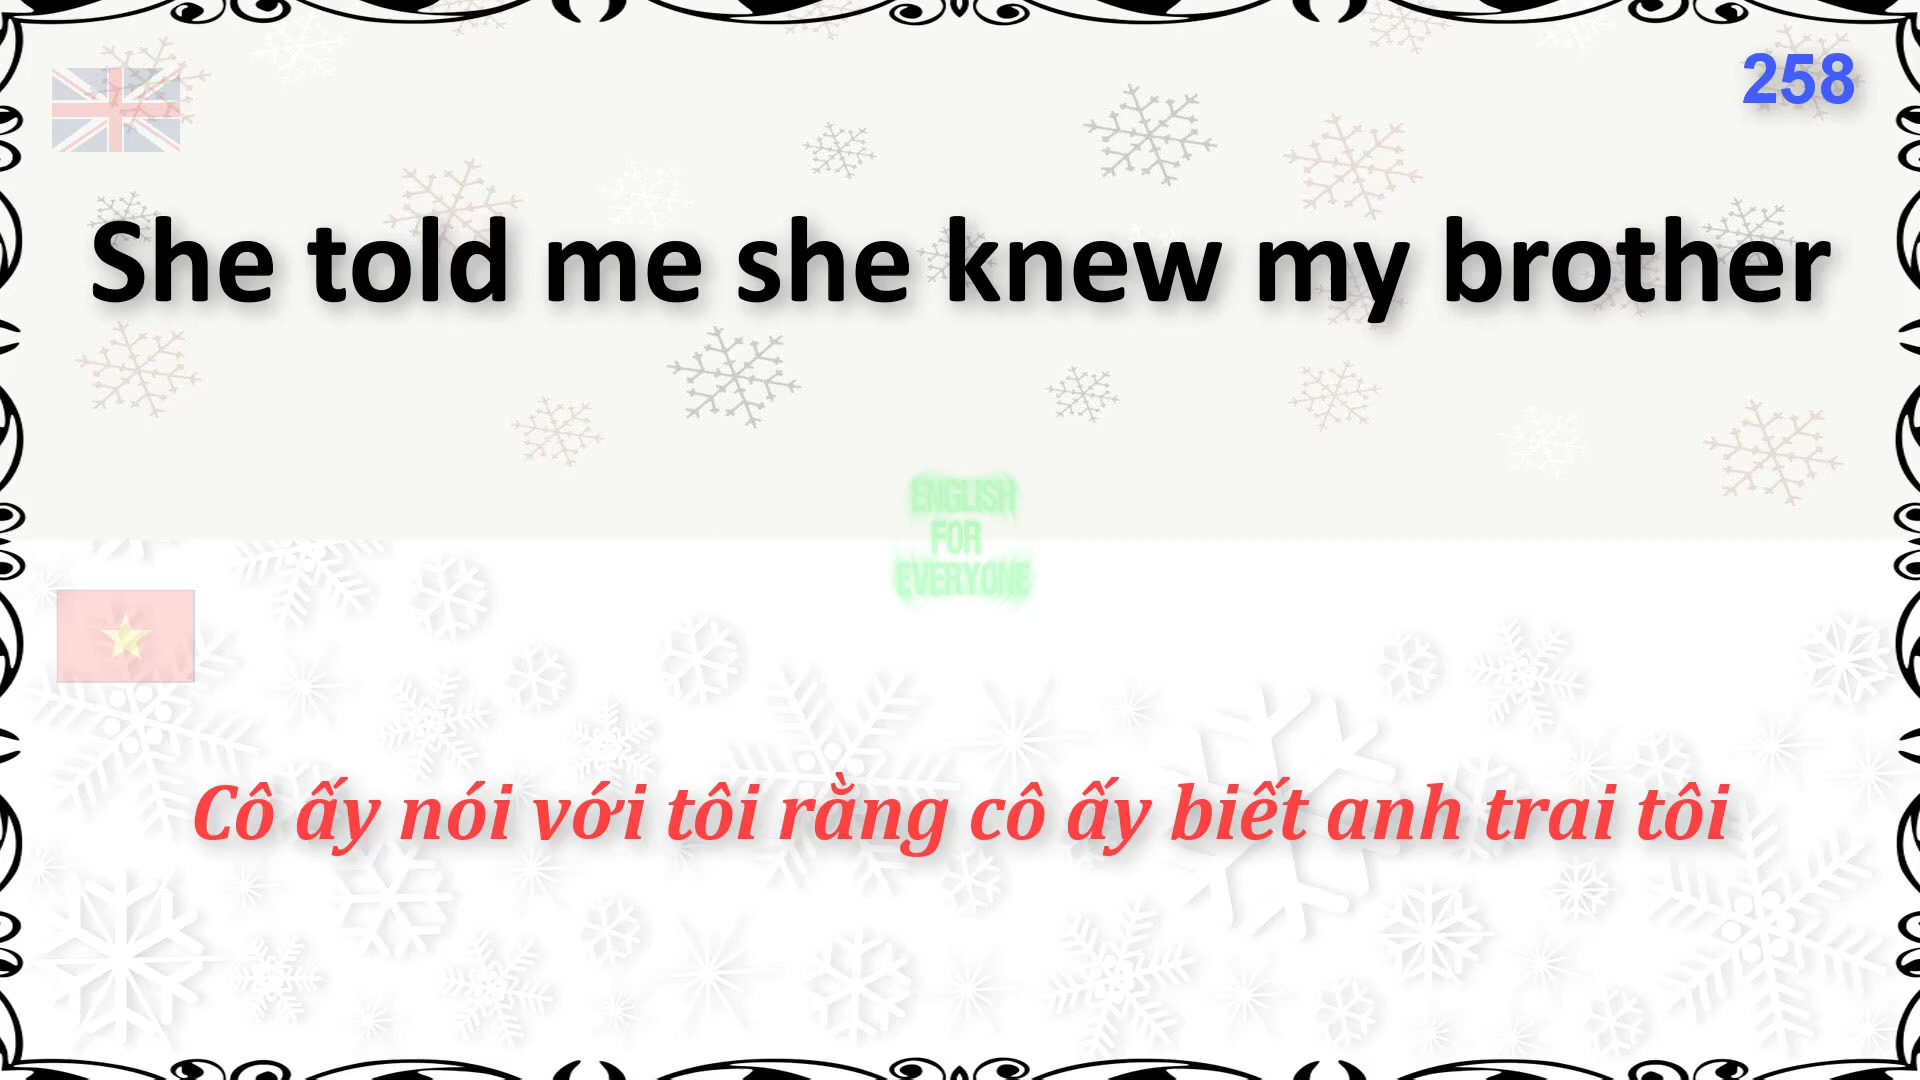 258
She told me she knew my brother
ENGLISH
FOR
EVERYONE
Cô ấy nói với tôi rằng cô ấy biết anh trai tôi